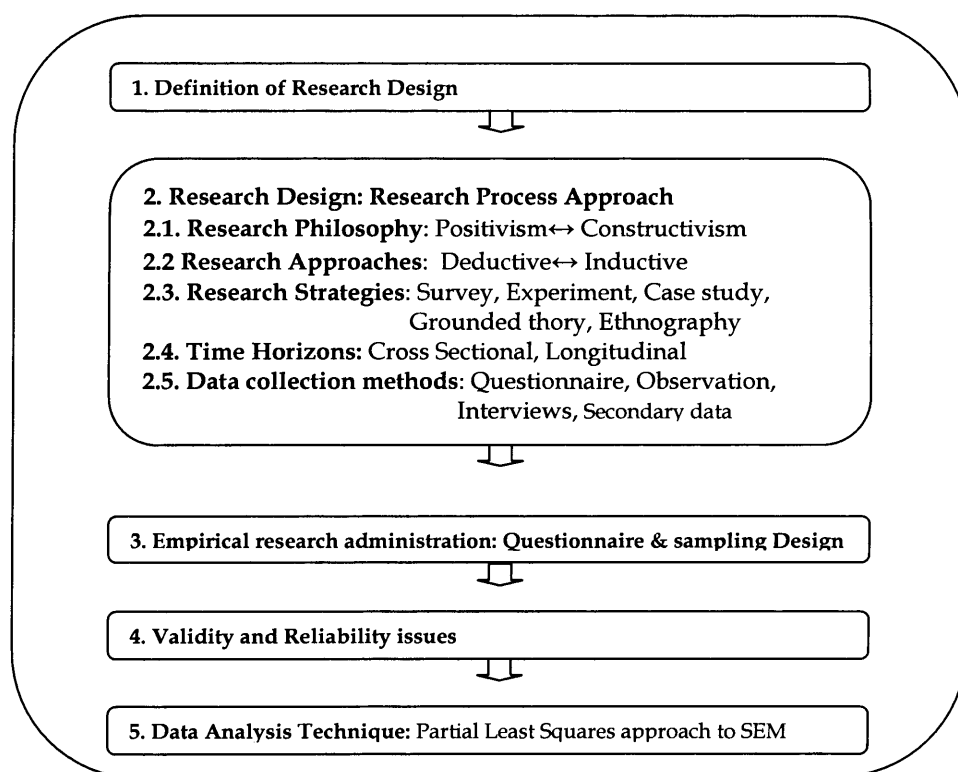 1. Definition of Research Design
2. Research Design: Research Process Approach
2.1. Research Philosophy: Positivism↔ Constructivism
2.2 Research Approaches: Deductive↔ Inductive
2.3. Research Strategies: Survey, Experiment, Case study,
Grounded thory, Ethnography
2.4. Time Horizons: Cross Sectional, Longitudinal
2.5. Data collection methods: Questionnaire, Observation,
Interviews, Secondary data
3. Empirical research administration: Questionnaire & sampling Design
4. Validity and Reliability issues
5. Data Analysis Technique: Partial Least Squares approach to SEM